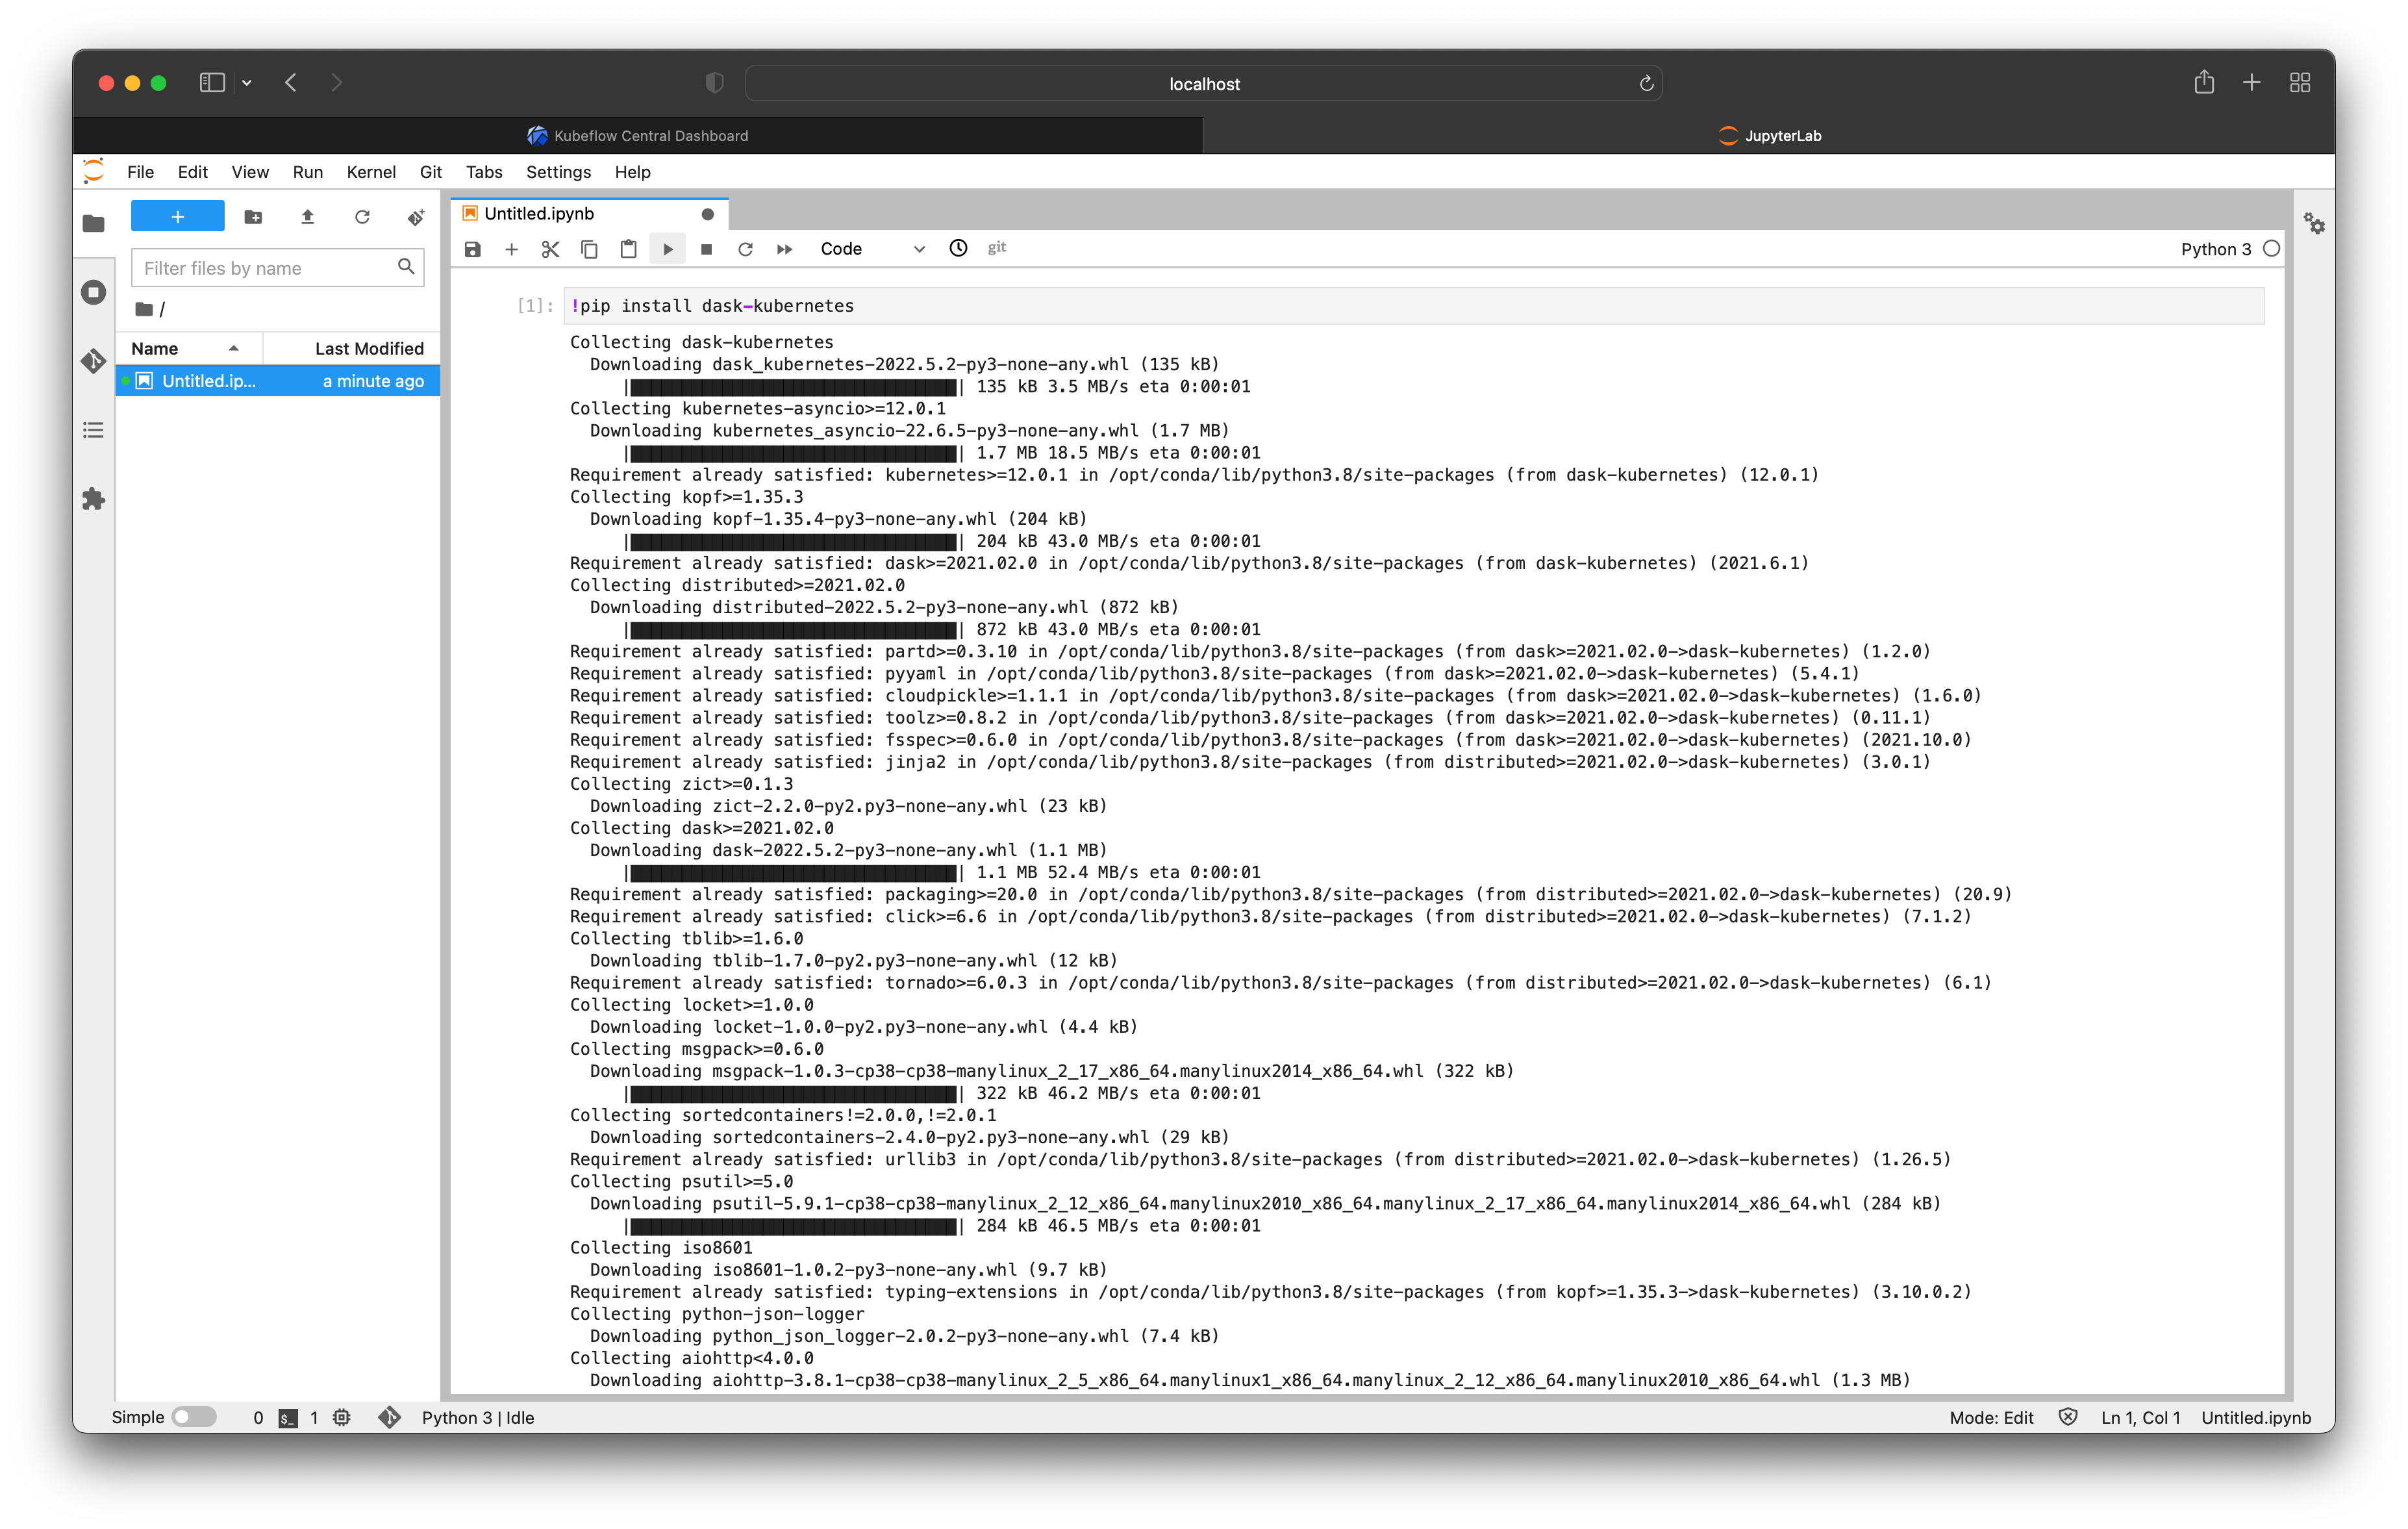 localhost
Kubeflow Central Dashboard
JupyterLab
File Edit View Run Kernel Git Tabs Settings Help
+
Untitled.ipynb
Filter files by name
Code
git
Python 3
/
Name Last Modified
Untitled.ip... a minute ago
[1]: !pip install dask-kubernetes
Collecting dask-kubernetes
Downloading dask_kubernetes-2022.5.2-py3-none-any.whl (135 kB)
|████████████████████████████████| 135 kB 3.5 MB/s eta 0:00:01
Collecting kubernetes-asyncio>=12.0.1
Downloading kubernetes_asyncio-22.6.5-py3-none-any.whl (1.7 MB)
|████████████████████████████████| 1.7 MB 18.5 MB/s eta 0:00:01
Requirement already satisfied: kubernetes>=12.0.1 in /opt/conda/lib/python3.8/site-packages (from dask-kubernetes) (12.0.1)
Collecting kopf>=1.35.3
Downloading kopf-1.35.4-py3-none-any.whl (204 kB)
|████████████████████████████████| 204 kB 43.0 MB/s eta 0:00:01
Requirement already satisfied: dask>=2021.02.0 in /opt/conda/lib/python3.8/site-packages (from dask-kubernetes) (2021.6.1)
Collecting distributed>=2021.02.0
Downloading distributed-2022.5.2-py3-none-any.whl (872 kB)
|████████████████████████████████| 872 kB 43.0 MB/s eta 0:00:01
Requirement already satisfied: partd>=0.3.10 in /opt/conda/lib/python3.8/site-packages (from dask>=2021.02.0->dask-kubernetes) (1.2.0)
Requirement already satisfied: pyyaml in /opt/conda/lib/python3.8/site-packages (from dask>=2021.02.0->dask-kubernetes) (5.4.1)
Requirement already satisfied: cloudpickle>=1.1.1 in /opt/conda/lib/python3.8/site-packages (from dask>=2021.02.0->dask-kubernetes) (1.6.0)
Requirement already satisfied: toolz>=0.8.2 in /opt/conda/lib/python3.8/site-packages (from dask>=2021.02.0->dask-kubernetes) (0.11.1)
Requirement already satisfied: fsspec>=0.6.0 in /opt/conda/lib/python3.8/site-packages (from dask>=2021.02.0->dask-kubernetes) (2021.10.0)
Requirement already satisfied: jinja2 in /opt/conda/lib/python3.8/site-packages (from distributed>=2021.02.0->dask-kubernetes) (3.0.1)
Collecting zict>=0.1.3
Downloading zict-2.2.0-py2.py3-none-any.whl (23 kB)
Collecting dask>=2021.02.0
Downloading dask-2022.5.2-py3-none-any.whl (1.1 MB)
|████████████████████████████████| 1.1 MB 52.4 MB/s eta 0:00:01
Requirement already satisfied: packaging>=20.0 in /opt/conda/lib/python3.8/site-packages (from distributed>=2021.02.0->dask-kubernetes) (20.9)
Requirement already satisfied: click>=6.6 in /opt/conda/lib/python3.8/site-packages (from distributed>=2021.02.0->dask-kubernetes) (7.1.2)
Collecting tblib>=1.6.0
Downloading tblib-1.7.0-py2.py3-none-any.whl (12 kB)
Requirement already satisfied: tornado>=6.0.3 in /opt/conda/lib/python3.8/site-packages (from distributed>=2021.02.0->dask-kubernetes) (6.1)
Collecting locket>=1.0.0
Downloading locket-1.0.0-py2.py3-none-any.whl (4.4 kB)
Collecting msgpack>=0.6.0
Downloading msgpack-1.0.3-cp38-cp38-manylinux_2_17_x86_64.manylinux2014_x86_64.whl (322 kB)
|████████████████████████████████| 322 kB 46.2 MB/s eta 0:00:01
Collecting sortedcontainers!=2.0.0,!=2.0.1
Downloading sortedcontainers-2.4.0-py2.py3-none-any.whl (29 kB)
Requirement already satisfied: urllib3 in /opt/conda/lib/python3.8/site-packages (from distributed>=2021.02.0->dask-kubernetes) (1.26.5)
Collecting psutil>=5.0
Downloading psutil-5.9.1-cp38-cp38-manylinux_2_12_x86_64.manylinux2010_x86_64.manylinux_2_17_x86_64.manylinux2014_x86_64.whl (284 kB)
|████████████████████████████████| 284 kB 46.5 MB/s eta 0:00:01
Collecting iso8601
Downloading iso8601-1.0.2-py3-none-any.whl (9.7 kB)
Requirement already satisfied: typing-extensions in /opt/conda/lib/python3.8/site-packages (from kopf>=1.35.3->dask-kubernetes) (3.10.0.2)
Collecting python-json-logger
Downloading python_json_logger-2.0.2-py3-none-any.whl (7.4 kB)
Collecting aiohttp<4.0.0
Downloading aiohttp-3.8.1-cp38-cp38-manylinux_2_5_x86_64.manylinux1_x86_64.manylinux_2_12_x86_64.manylinux2010_x86_64.whl (1.3 MB)
Simple 0 $_ 1 Python 3 | Idle Mode: Edit Ln 1, Col 1 Untitled.ipynb